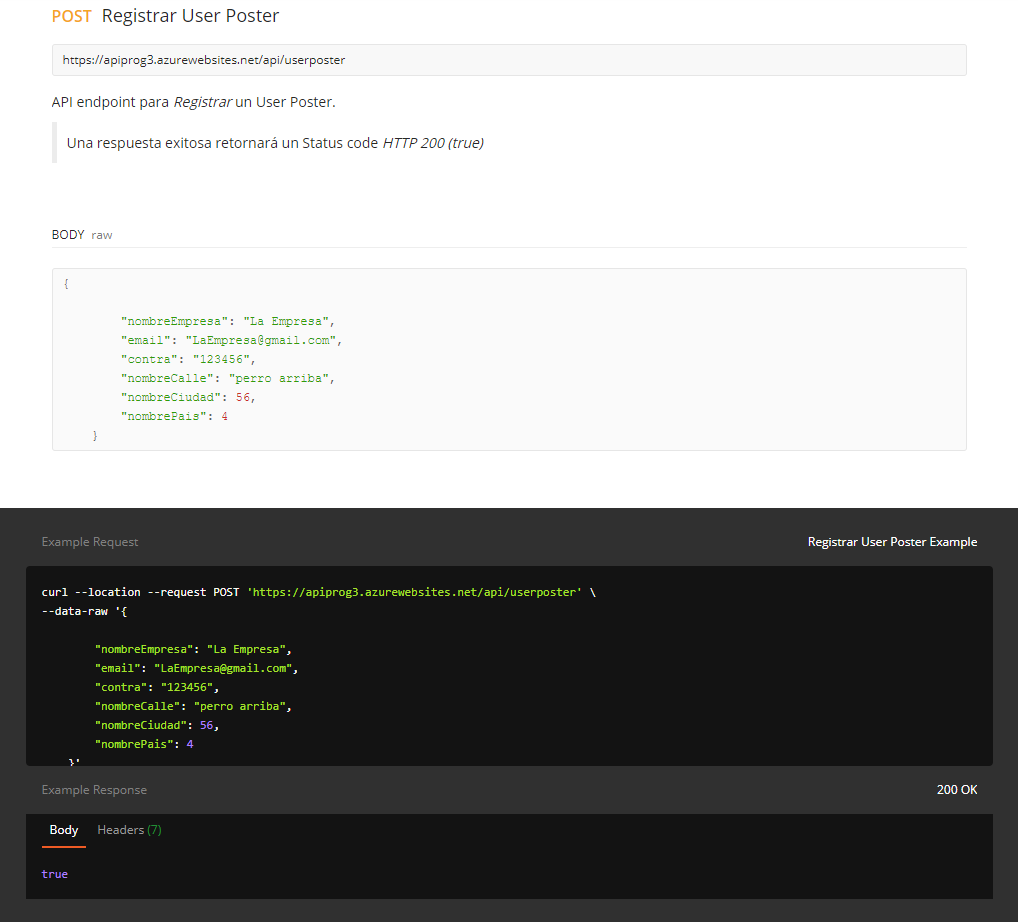 POST Registrar User Poster
https://apiprog3.azurewebsites.net/api/userposter
API endpoint para Registrar un User Poster.
Una respuesta exitosa retornará un Status code HTTP 200 (true)
BODY raw
{
"nombreEmpresa": "La Empresa",
"email": "LaEmpresa@gmail.com",
"contra": "123456",
"nombreCalle": "perro arriba",
"nombreCiudad": 56,
"nombrePais": 4
}
Example Request
Registrar User Poster Example
curl --location --request POST 'https://apiprog3.azurewebsites.net/api/userposter' \
--data-raw '{
"nombreEmpresa": "La Empresa",
"email": "LaEmpresa@gmail.com",
"contra": "123456",
"nombreCalle": "perro arriba",
"nombreCiudad": 56,
"nombrePais": 4
}'
Example Response
200 OK
Body Headers (7)
true